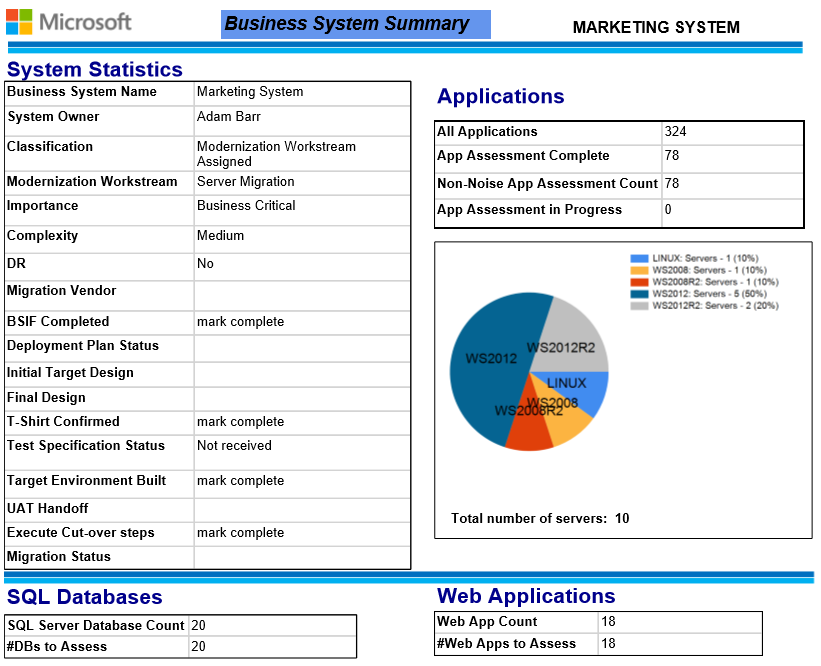 Microsoft
Business System Summary
MARKETING SYSTEM
System Statistics
Business System Name Marketing System
System Owner Adam Barr
Classification Modernization Workstream
Assigned
Modernization Workstream Server Migration
Importance Business Critical
Complexity Medium
DR No
Migration Vendor
BSIF Completed mark complete
Deployment Plan Status
Initial Target Design
Final Design
T-Shirt Confirmed mark complete
Test Specification Status Not received
Target Environment Built mark complete
UAT Handoff
Execute Cut-over steps mark complete
Migration Status
Applications
All Applications 324
App Assessment Complete 78
Non-Noise App Assessment Count 78
App Assessment in Progress 0
LINUX: Servers - 1 (10%)
WS2008: Servers - 1 (10%)
WS2008R2: Servers - 1 (10%)
WS2012: Servers - 5 (50%)
WS2012R2: Servers - 2 (20%)
WS2012R2
WS2012
LINUX
WS2008
WS2008R2
Total number of servers: 10
SQL Databases
SQL Server Database Count 20
#DBs to Assess 20
Web Applications
Web App Count 18
#Web Apps to Assess 18